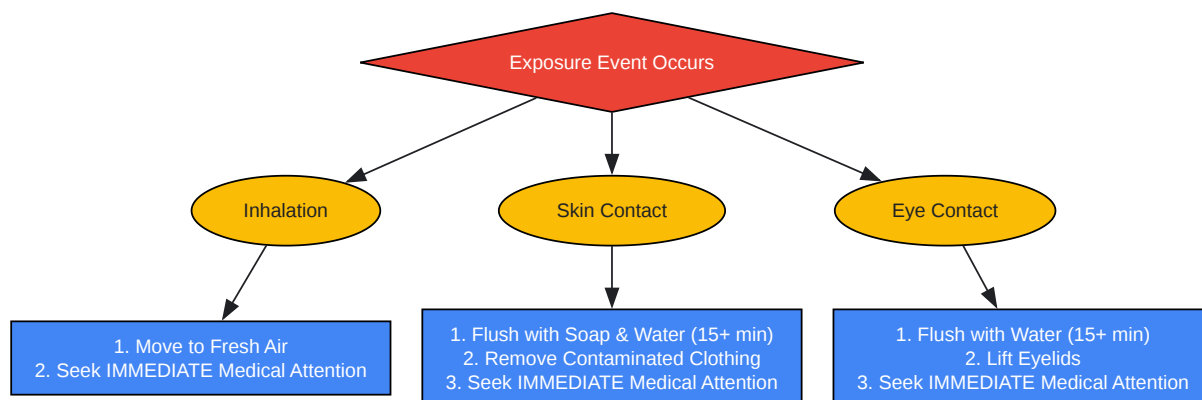 Exposure Event Occurs
Inhalation
Skin Contact
Eye Contact
1. Move to Fresh Air
2. Seek IMMEDIATE Medical Attention
1. Flush with Soap & Water (15+ min)
2. Remove Contaminated Clothing
3. Seek IMMEDIATE Medical Attention
1. Flush with Water (15+ min)
2. Lift Eyelids
3. Seek IMMEDIATE Medical Attention